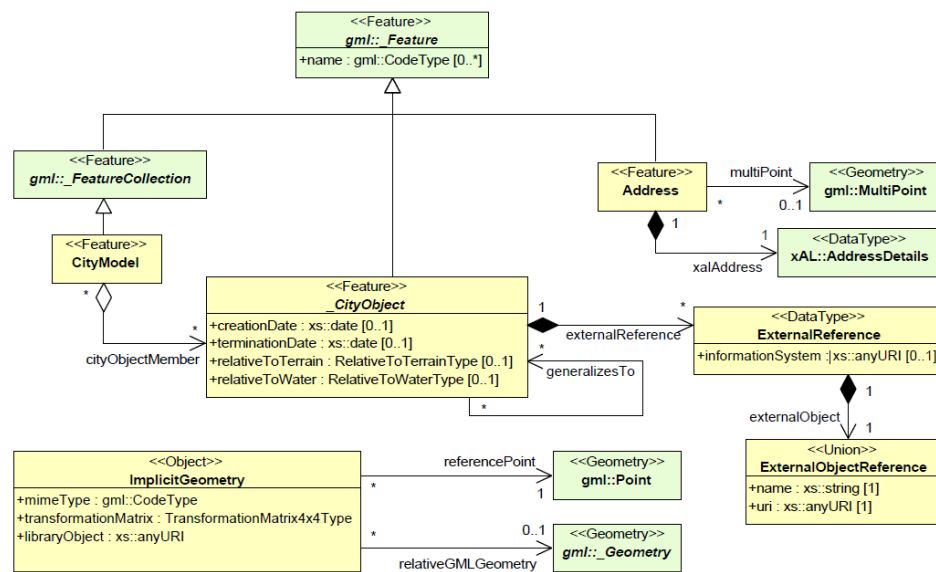 <<Feature>>
gml::_Feature
+name : gml::CodeType [0..*]
<<Feature>>
gml::_FeatureCollection
<<Feature>>
CityModel
*
*
cityObjectMember
<<Feature>>
Address
multiPoint
*
0..1
<<Geometry>>
gml::MultiPoint
1
1
xalAddress
<<DataType>>
xAL::AddressDetails
<<Feature>>
_CityObject
+creationDate : xs::date [0..1]
+terminationDate : xs::date [0..1]
+relativeToTerrain : RelativeToTerrainType [0..1]
+relativeToWater : RelativeToWaterType [0..1]
1
*
externalReference
*
generalizesTo
*
<<DataType>>
ExternalReference
+informationSystem :| xs::anyURI [0..1]
1
externalObject
1
<<Union>>
ExternalObjectReference
+name : xs::string [1]
+uri : xs::anyURI [1]
<<Object>>
ImplicitGeometry
+mimeType : gml::CodeType
+transformationMatrix : TransformationMatrix4x4Type
+libraryObject : xs::anyURI
referencePoint
*
1
<<Geometry>>
gml::Point
*
0..1
relativeGMLGeometry
<<Geometry>>
gml::_Geometry